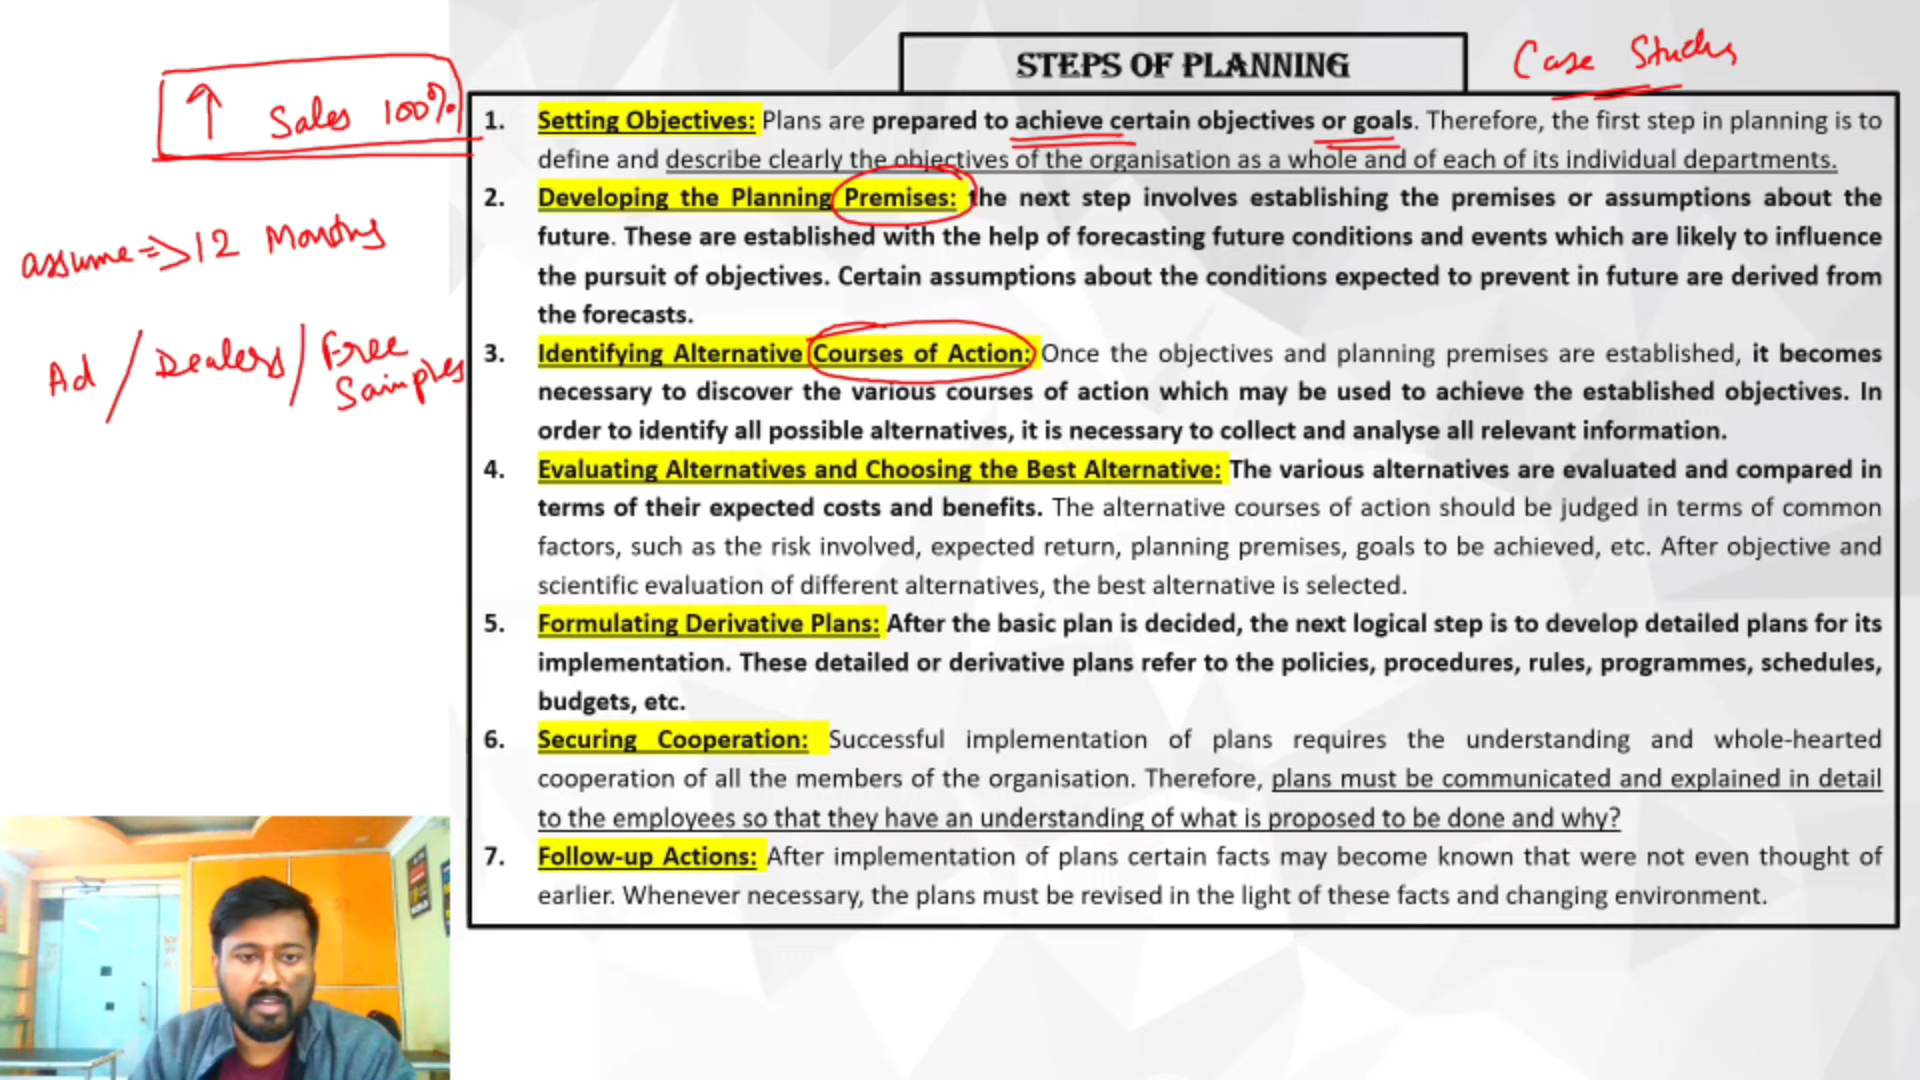 STEPS OF PLANNING
Case Study
↑ Sales 100%
assume => 12 Months
Ad / Dealers / Free
Samples
1. Setting Objectives: Plans are prepared to achieve certain objectives or goals. Therefore, the first step in planning is to
define and describe clearly the objectives of the organisation as a whole and of each of its individual departments.
2. Developing the Planning Premises: the next step involves establishing the premises or assumptions about the
future. These are established with the help of forecasting future conditions and events which are likely to influence
the pursuit of objectives. Certain assumptions about the conditions expected to prevent in future are derived from
the forecasts.
3. Identifying Alternative Courses of Action: Once the objectives and planning premises are established, it becomes
necessary to discover the various courses of action which may be used to achieve the established objectives. In
order to identify all possible alternatives, it is necessary to collect and analyse all relevant information.
4. Evaluating Alternatives and Choosing the Best Alternative: The various alternatives are evaluated and compared in
terms of their expected costs and benefits. The alternative courses of action should be judged in terms of common
factors, such as the risk involved, expected return, planning premises, goals to be achieved, etc. After objective and
scientific evaluation of different alternatives, the best alternative is selected.
5. Formulating Derivative Plans: After the basic plan is decided, the next logical step is to develop detailed plans for its
implementation. These detailed or derivative plans refer to the policies, procedures, rules, programmes, schedules,
budgets, etc.
6. Securing Cooperation: Successful implementation of plans requires the understanding and whole-hearted
cooperation of all the members of the organisation. Therefore, plans must be communicated and explained in detail
to the employees so that they have an understanding of what is proposed to be done and why?
7. Follow-up Actions: After implementation of plans certain facts may become known that were not even thought of
earlier. Whenever necessary, the plans must be revised in the light of these facts and changing environment.